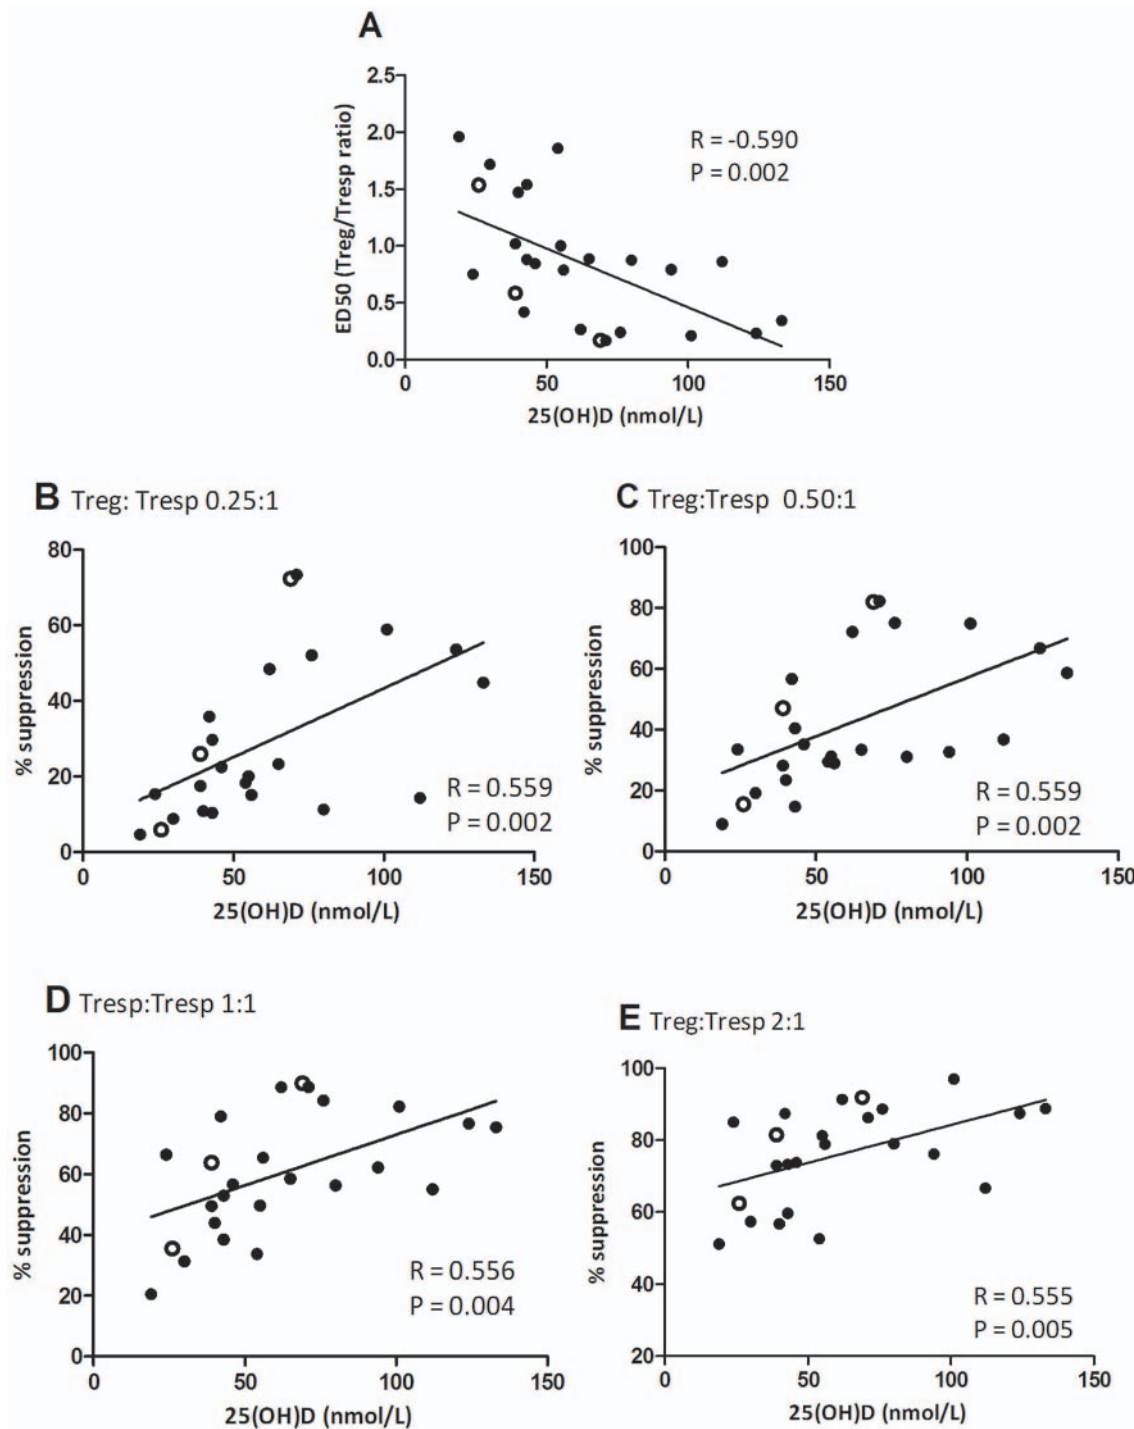 A
ED50 (Treg/Tresp ratio)
2.5
2.0
1.5
1.0
0.5
0.0
R = -0.590
P = 0.002
0 50 100 150
25(OH)D (nmol/L)
B Treg: Tresp 0.25:1
% suppression
80
60
40
20
0
R = 0.559
P = 0.002
0 50 100 150
25(OH)D (nmol/L)
C Treg:Tresp 0.50:1
% suppression
100
80
60
40
20
0
R = 0.559
P = 0.002
0 50 100 150
25(OH)D (nmol/L)
D Tresp:Tresp 1:1
% suppression
100
80
60
40
20
0
R = 0.556
P = 0.004
0 50 100 150
25(OH)D (nmol/L)
E Treg:Tresp 2:1
% suppression
100
80
60
40
20
R = 0.555
P = 0.005
0 50 100 150
25(OH)D (nmol/L)